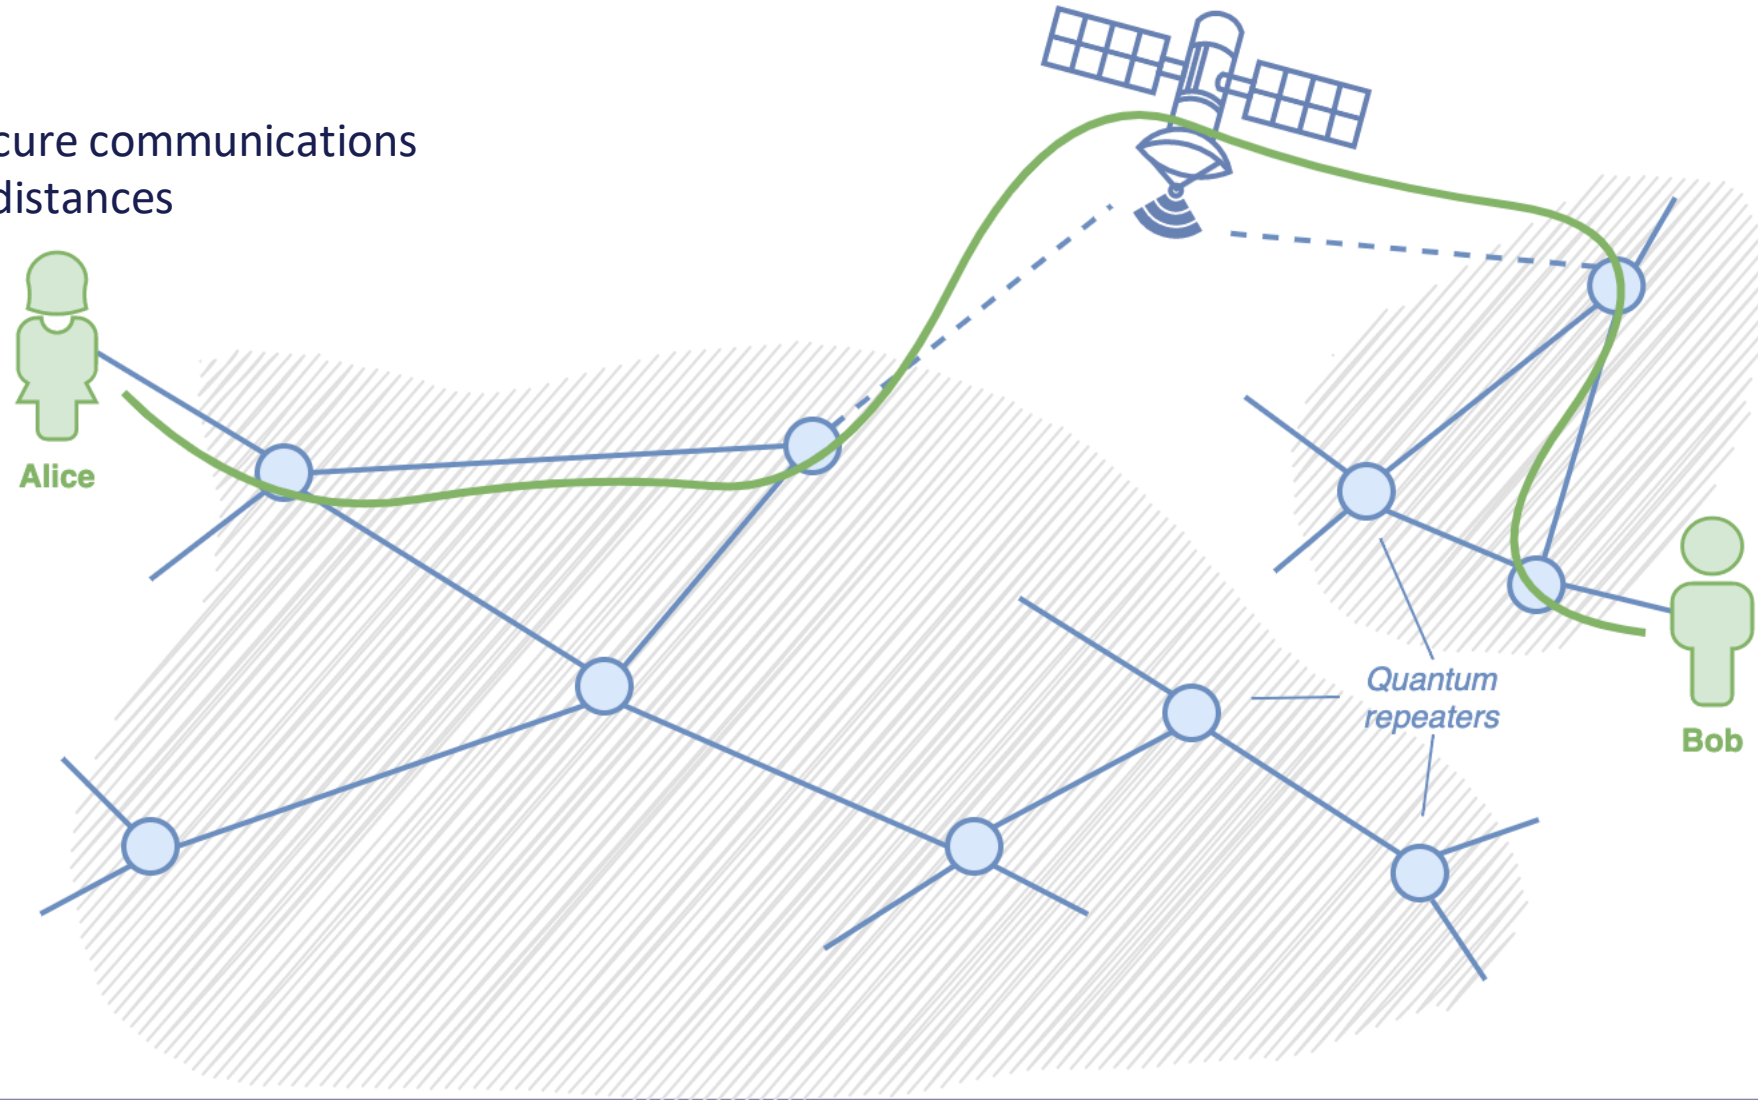 cure communications
distances
Alice
Quantum
repeaters
Bob